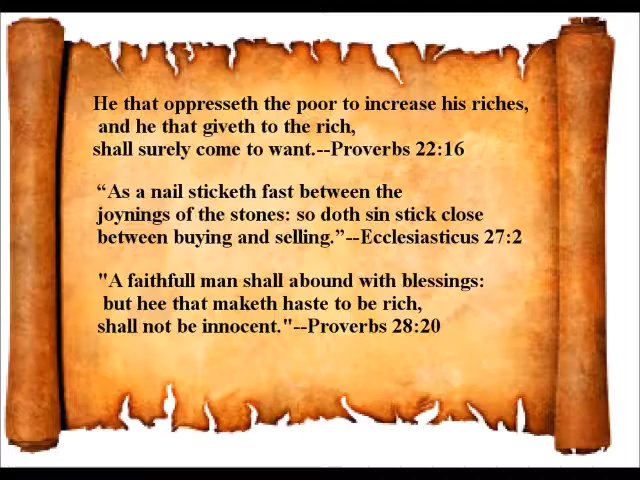 He that oppresseth the poor to increase his riches,
and he that giveth to the rich,
shall surely come to want.--Proverbs 22:16
“As a nail sticketh fast between the
joynings of the stones: so doth sin stick close
between buying and selling.”--Ecclesiasticus 27:2
"A faithfull man shall abound with blessings:
but hee that maketh haste to be rich,
shall not be innocent."--Proverbs 28:20